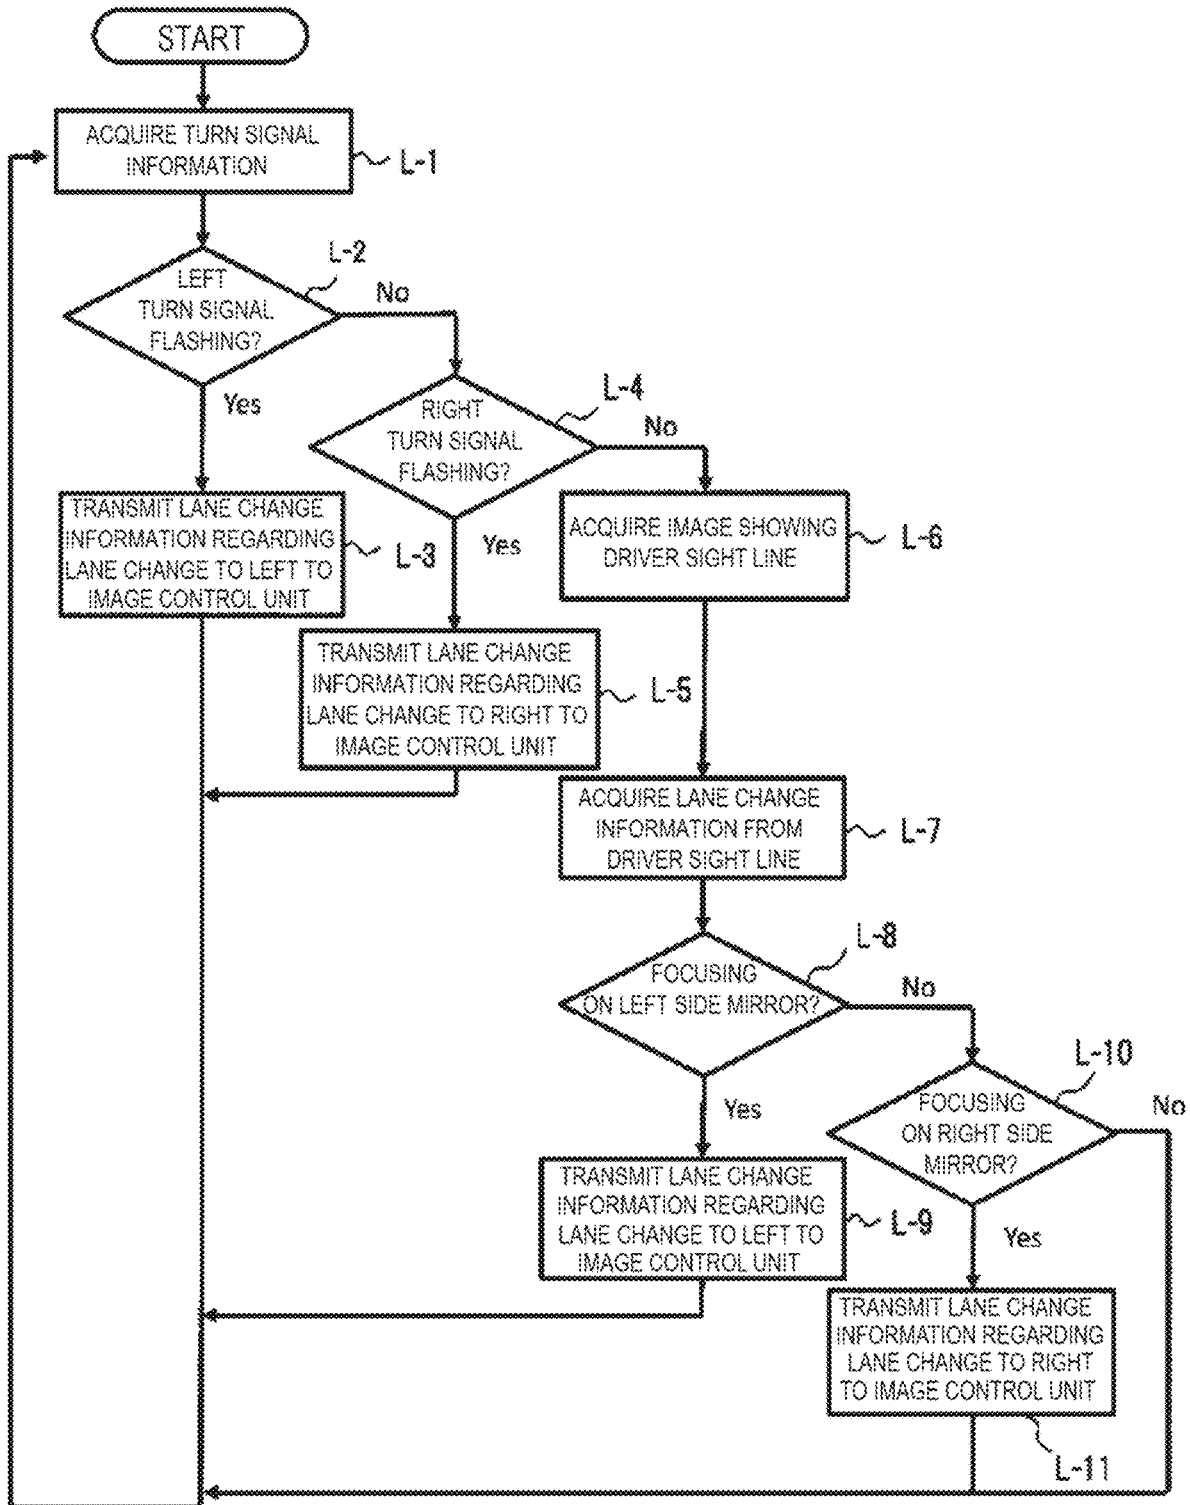 START
ACQUIRE TURN SIGNAL
INFORMATION
L-1
LEFT
TURN SIGNAL
FLASHING?
L-2
No
Yes
RIGHT
TURN SIGNAL
FLASHING?
L-4
No
Yes
TRANSMIT LANE CHANGE
INFORMATION REGARDING
LANE CHANGE TO LEFT TO
IMAGE CONTROL UNIT
L-3
ACQUIRE IMAGE SHOWING
DRIVER SIGHT LINE
L-6
TRANSMIT LANE CHANGE
INFORMATION REGARDING
LANE CHANGE TO RIGHT TO
IMAGE CONTROL UNIT
L-5
ACQUIRE LANE CHANGE
INFORMATION FROM
DRIVER SIGHT LINE
L-7
FOCUSING
ON LEFT SIDE MIRROR?
L-8
No
Yes
FOCUSING
ON RIGHT SIDE
MIRROR?
L-10
No
Yes
TRANSMIT LANE CHANGE
INFORMATION REGARDING
LANE CHANGE TO LEFT TO
IMAGE CONTROL UNIT
L-9
TRANSMIT LANE CHANGE
INFORMATION REGARDING
LANE CHANGE TO RIGHT
TO IMAGE CONTROL UNIT
L-11